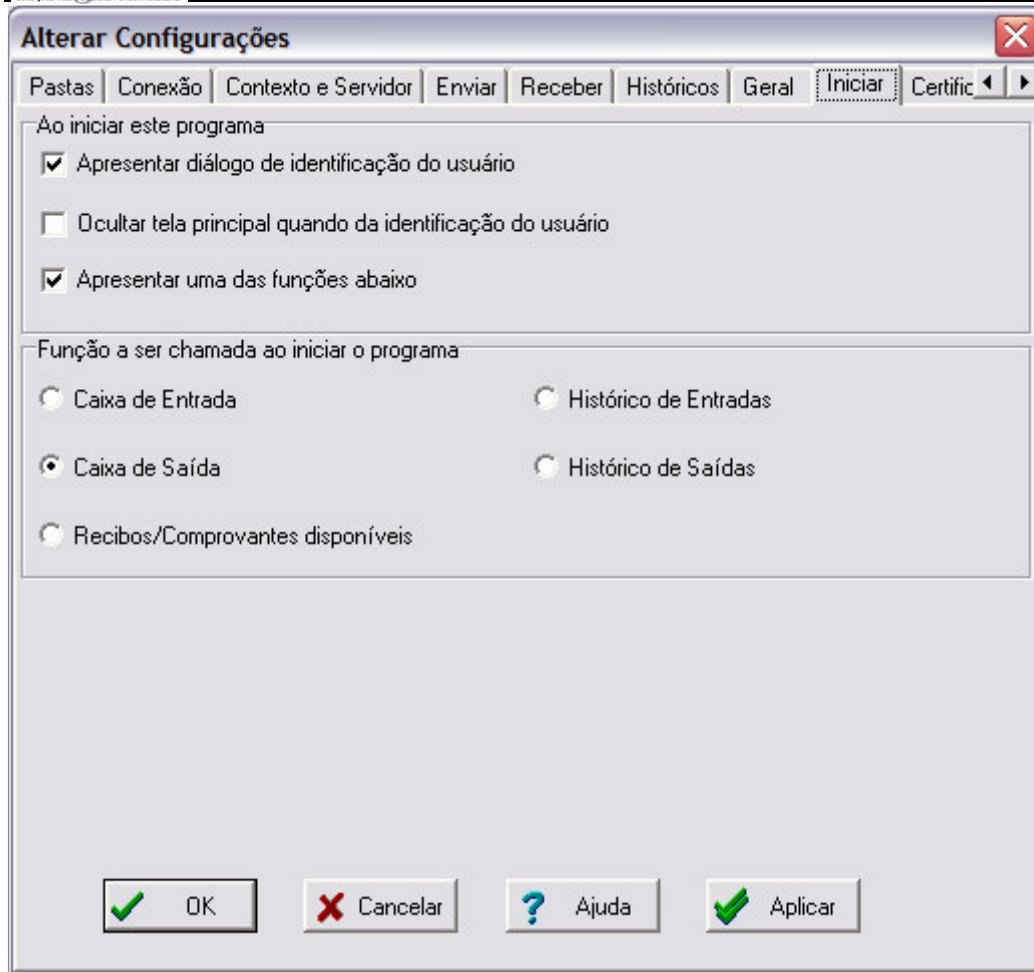 Alterar Configurações
Pastas Conexão Contexto e Servidor Enviar Receber Históricos Geral Iniciar Certific
Ao iniciar este programa
Apresentar diálogo de identificação do usuário
Ocultar tela principal quando da identificação do usuário
Apresentar uma das funções abaixo
Função a ser chamada ao iniciar o programa
Caixa de Entrada Histórico de Entradas
Caixa de Saída Histórico de Saídas
Recibos/Comprovantes disponíveis
OK Cancelar Ajuda Aplicar